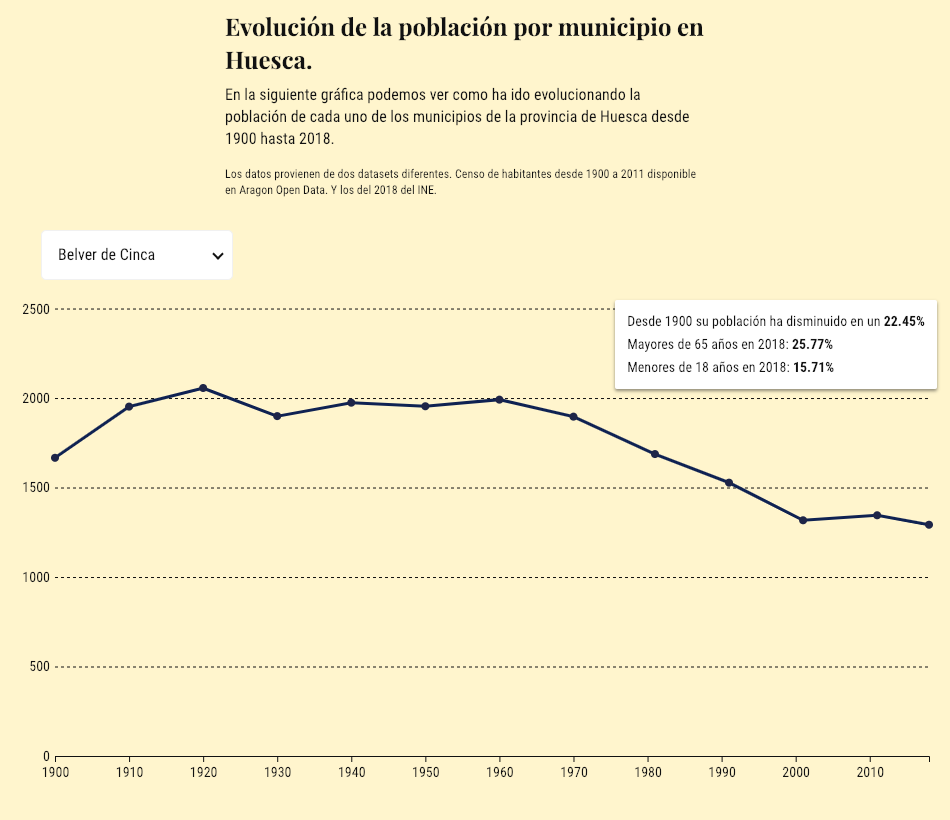 Evolución de la población por municipio en
Huesca.
En la siguiente gráfica podemos ver como ha ido evolucionando la
población de cada uno de los municipios de la provincia de Huesca desde
1900 hasta 2018.
Los datos provienen de dos datasets diferentes. Censo de habitantes desde 1900 a 2011 disponible
en Aragon Open Data. Y los del 2018 del INE.
Belver de Cinca
Desde 1900 su población ha disminuido en un 22.45%
Mayores de 65 años en 2018: 25.77%
Menores de 18 años en 2018: 15.71%
2500
2000
1500
1000
500
0
1900 1910 1920 1930 1940 1950 1960 1970 1980 1990 2000 2010